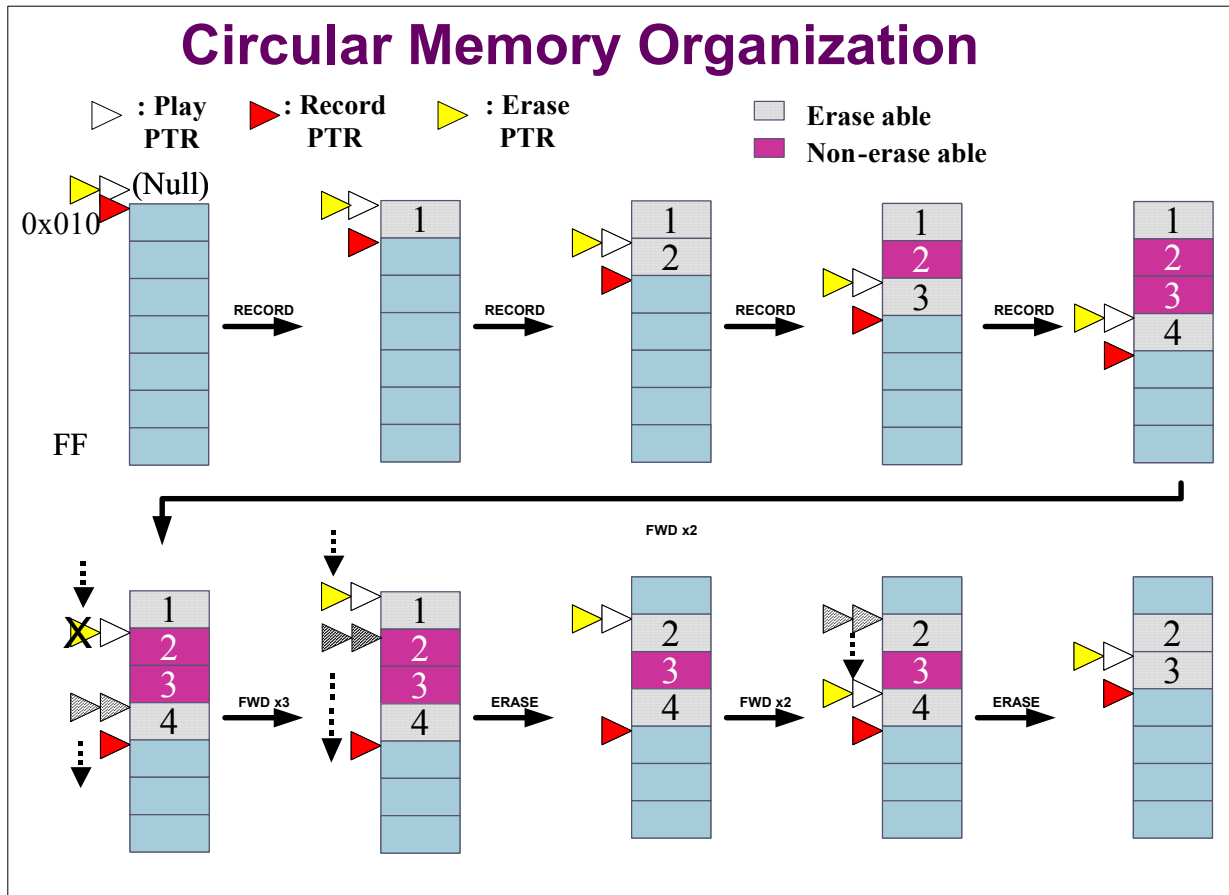 Circular Memory Organization
: Play
PTR
: Record
PTR
: Erase
PTR
Erase able
Non-erase able
(Null)
0x010
FF
RECORD
1
RECORD
1
2
RECORD
1
2
3
RECORD
1
2
3
4
FWD x2
X
1
2
3
4
FWD x3
1
2
3
4
ERASE
2
3
4
FWD x2
2
3
4
ERASE
2
3